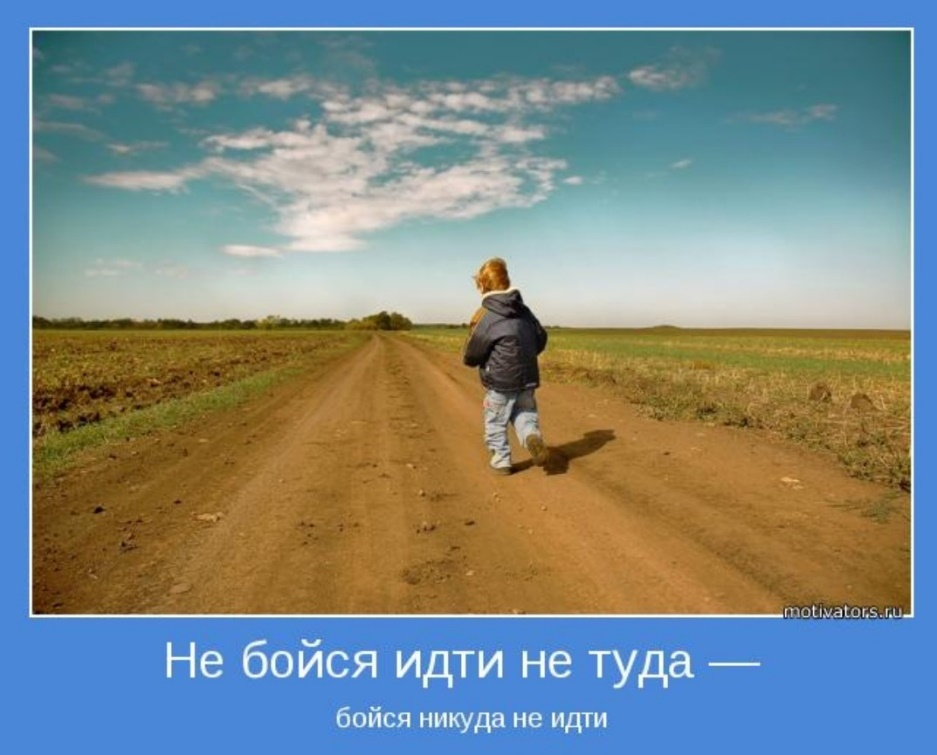 motivators.ru
Не бойся идти не туда —
бойся никуда не идти